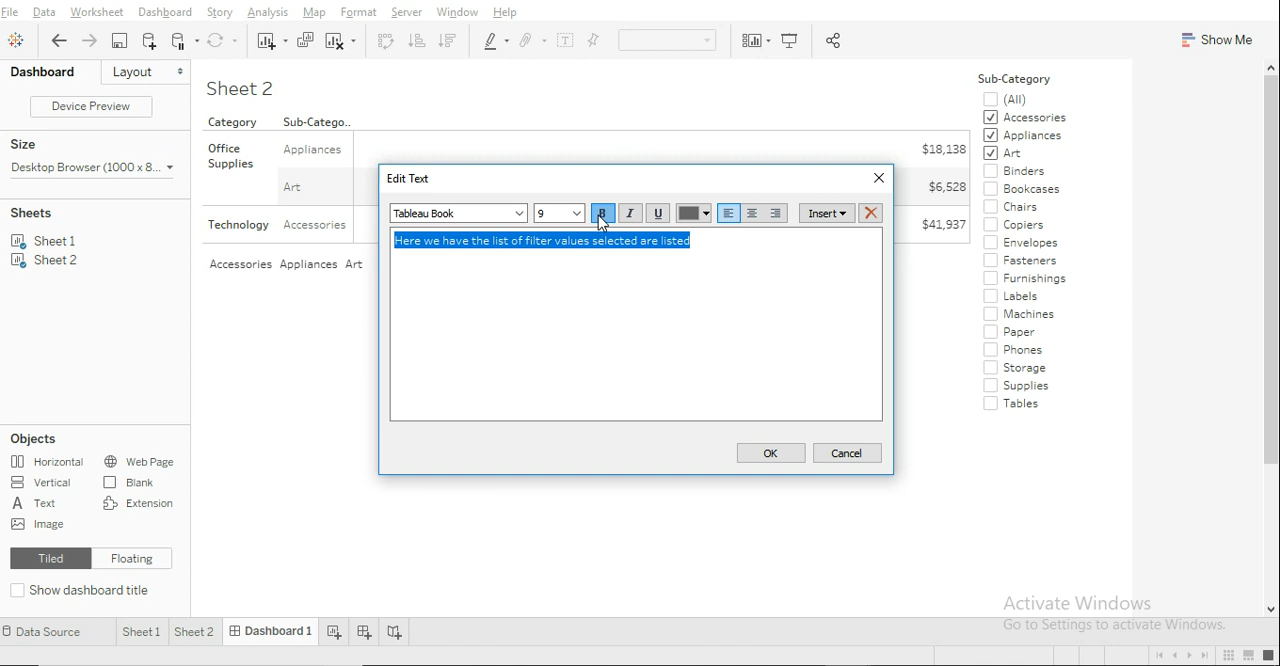 File Data Worksheet Dashboard Story Analysis Map Format Server Window Help
Show Me
Dashboard Layout
Device Preview
Size
Desktop Browser (1000 x 8...
Sheets
Sheet 1
Sheet 2
Objects
Horizontal Web Page
Vertical Blank
Text Extension
Image
Tiled Floating
Show dashboard title
Sheet 2
Category Sub-Catego..
Office Supplies Appliances $18,138
Art $6,528
Technology Accessories $41,937
Accessories Appliances Art
Edit Text
Tableau Book 9 B I U Insert
Here we have the list of filter values selected are listed
OK Cancel
Sub-Category
(All)
Accessories
Appliances
Art
Binders
Bookcases
Chairs
Copiers
Envelopes
Fasteners
Furnishings
Labels
Machines
Paper
Phones
Storage
Supplies
Tables
Activate Windows
Go to Settings to activate Windows.
Data Source Sheet 1 Sheet 2 Dashboard 1